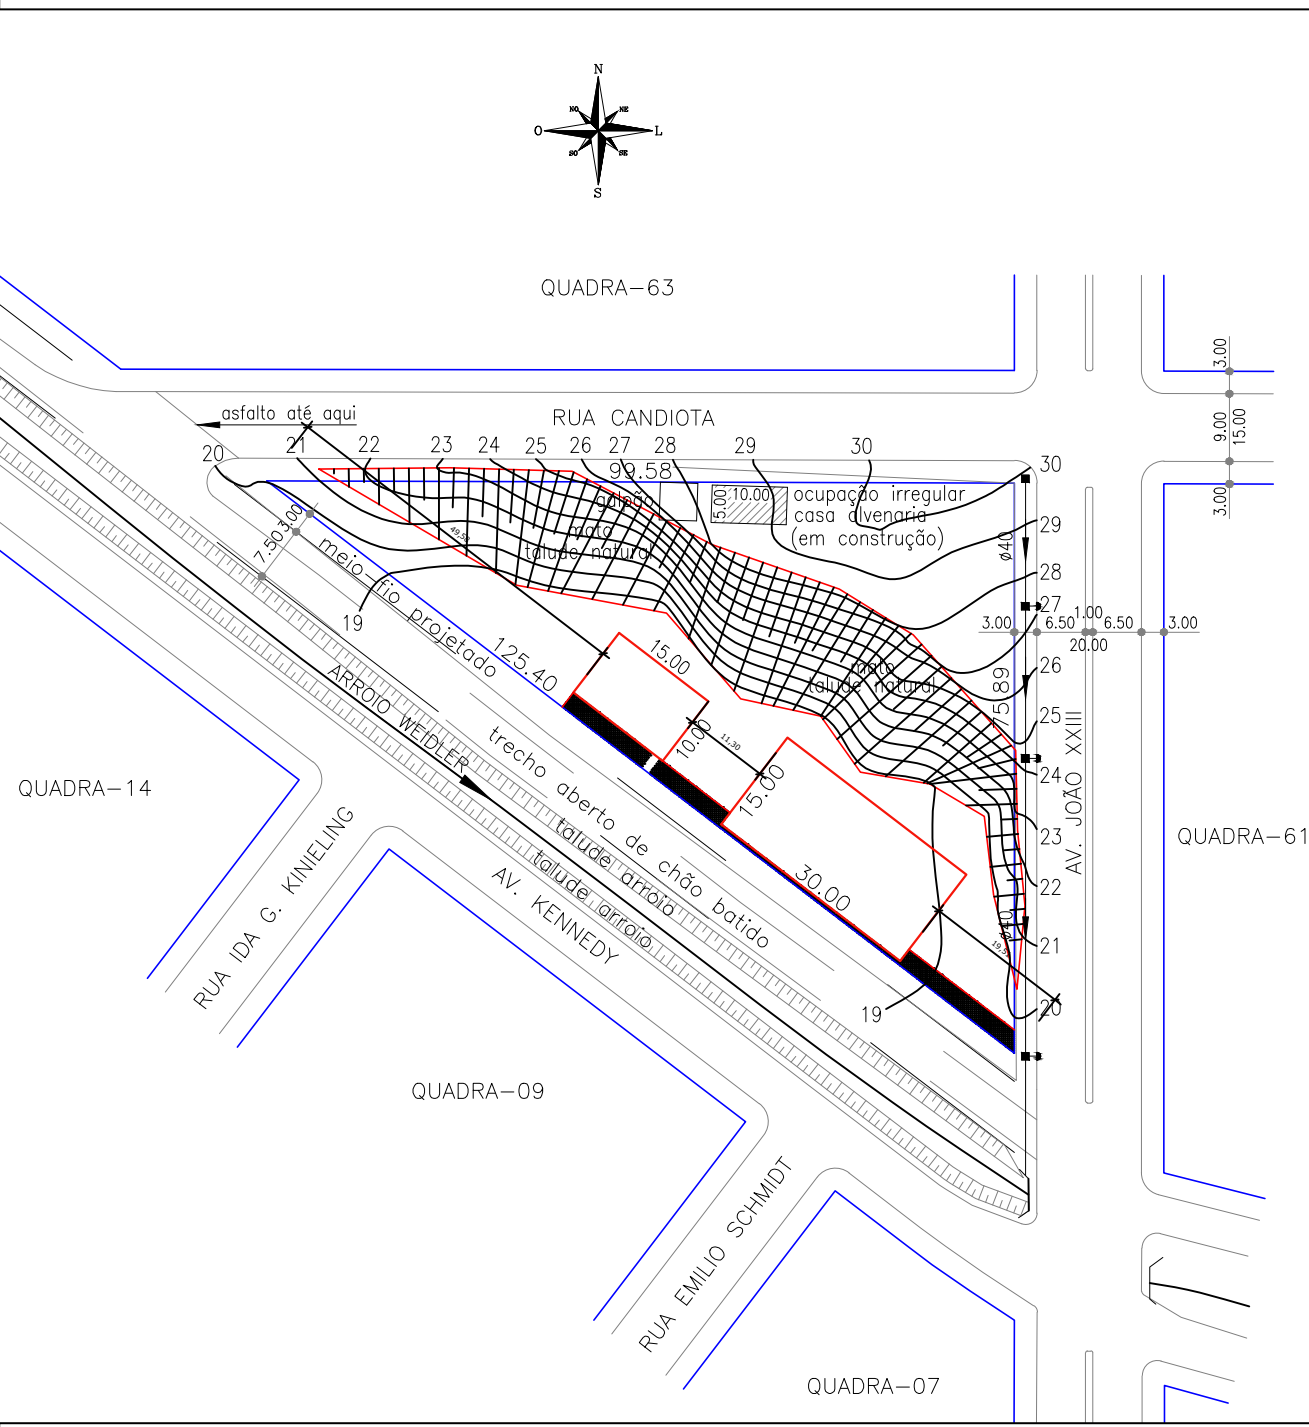 N
NO
NE
O
L
SO
SE
S
QUADRA-63
3.00
9.00
15.00
3.00
asfalto até aqui
RUA CANDIOTA
20
21
22
23
24
25
26
27
28
29
30
30
99.58
galpão
mato
talude natural
5.00
10.00
ocupação irregular
casa alvenaria
(em construção)
ø40
29
28
27
3.00
6.50
1.00
6.50
3.00
20.00
7.50
3.00
meio-fio projetado
19
125.40
15.00
10.00
11,30
mato
talude natural
75.89
26
25
24
23
22
21
20
AV. JOÃO XXIII
QUADRA-61
ARROIO WEIDLER
trecho aberto de chão batido
talude arroio
talude arroio
15.00
30.00
ø40
19
QUADRA-14
RUA IDA G. KINIELING
AV. KENNEDY
QUADRA-09
RUA EMILIO SCHMIDT
QUADRA-07